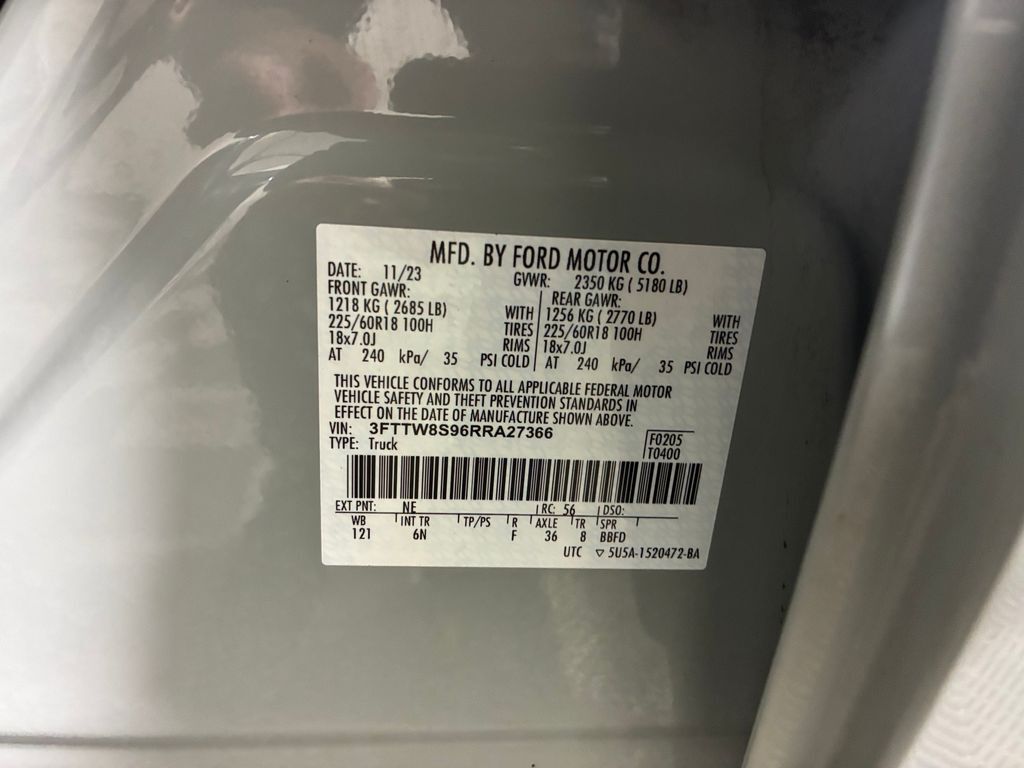 MFD. BY FORD MOTOR CO.
DATE: 11/23 GVWR: 2350 KG ( 5180 LB)
FRONT GAWR: REAR GAWR:
1218 KG ( 2685 LB) WITH 1256 KG ( 2770 LB) WITH
225/60R18 100H TIRES 225/60R18 100H TIRES
18x7.0J RIMS 18x7.0J RIMS
AT 240 kPa/ 35 PSI COLD AT 240 kPa/ 35 PSI COLD
THIS VEHICLE CONFORMS TO ALL APPLICABLE FEDERAL MOTOR
VEHICLE SAFETY AND THEFT PREVENTION STANDARDS IN
EFFECT ON THE DATE OF MANUFACTURE SHOWN ABOVE.
VIN: 3FTTW8S96RRA27366
TYPE: Truck
F0205
T0400
EXT PNT: NE RC: 56 DSO:
WB INT TR TP/PS R AXLE TR SPR
121 6N F 36 8 BBFD
UTC ▽ 5U5A-1520472-BA